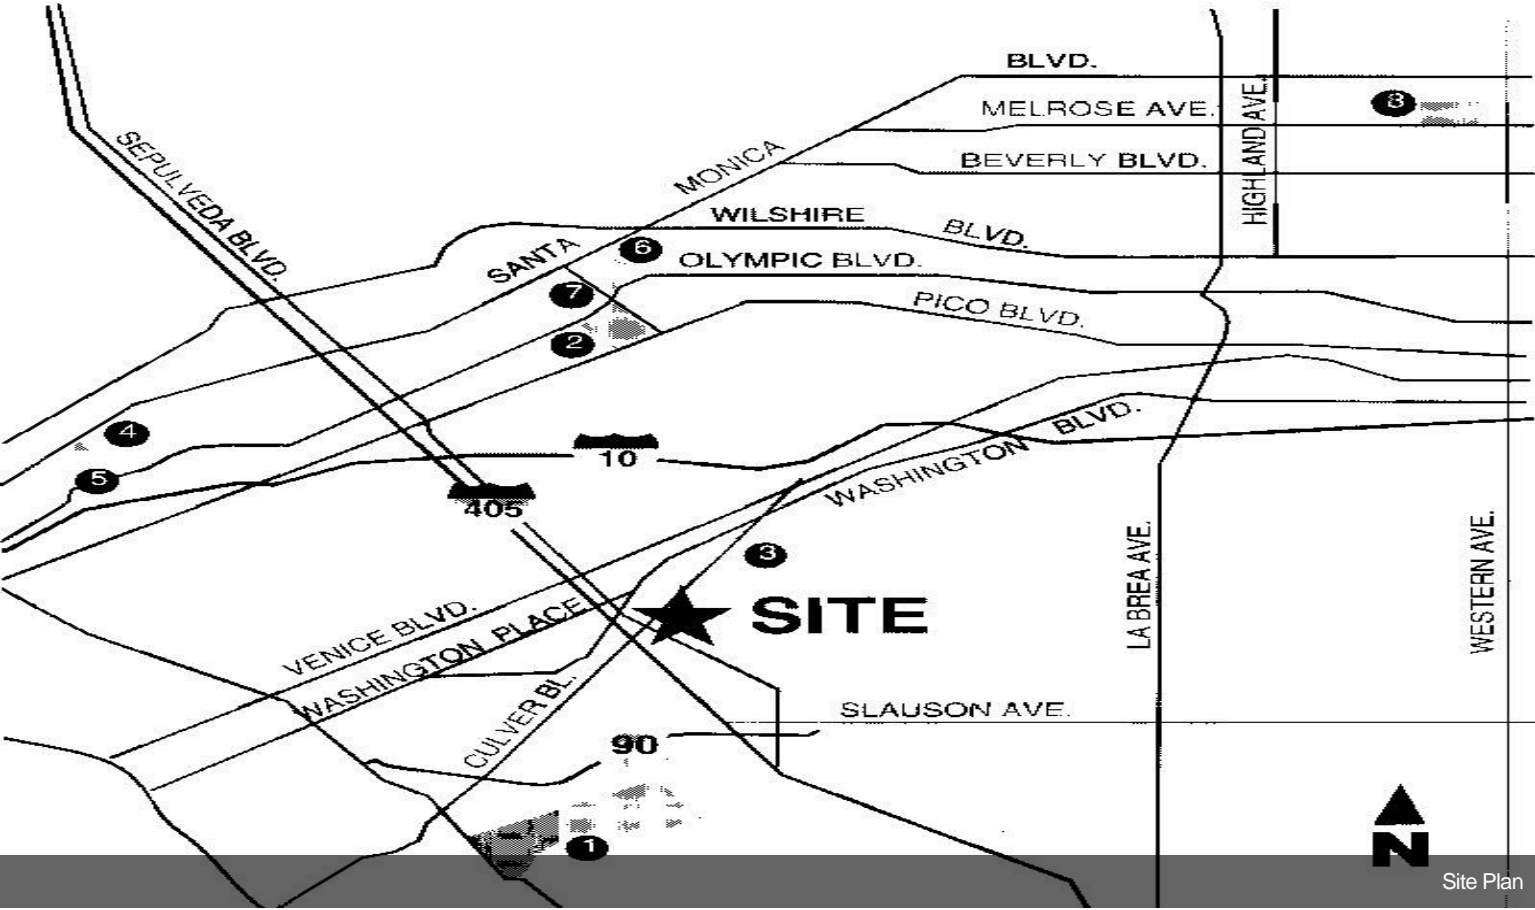 BLVD.
MELROSE AVE.
8
BEVERLY BLVD.
HIGHLAND AVE.
SEPULVEDA BLVD.
SANTA MONICA
WILSHIRE BLVD.
6
OLYMPIC BLVD.
7
PICO BLVD.
2
4
5
10
405
WASHINGTON BLVD.
3
SITE
VENICE BLVD.
WASHINGTON PLACE
CULVER BL.
LA BREA AVE.
WESTERN AVE.
SLAUSON AVE.
90
1
N
Site Plan